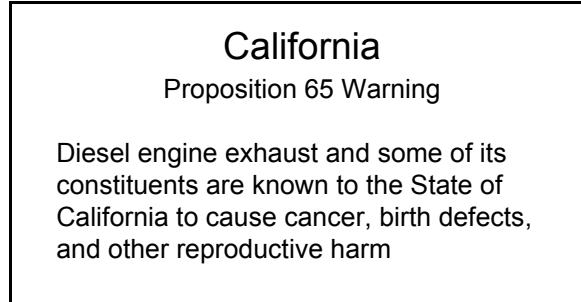 California
Proposition 65 Warning
Diesel engine exhaust and some of its
constituents are known to the State of
California to cause cancer, birth defects,
and other reproductive harm